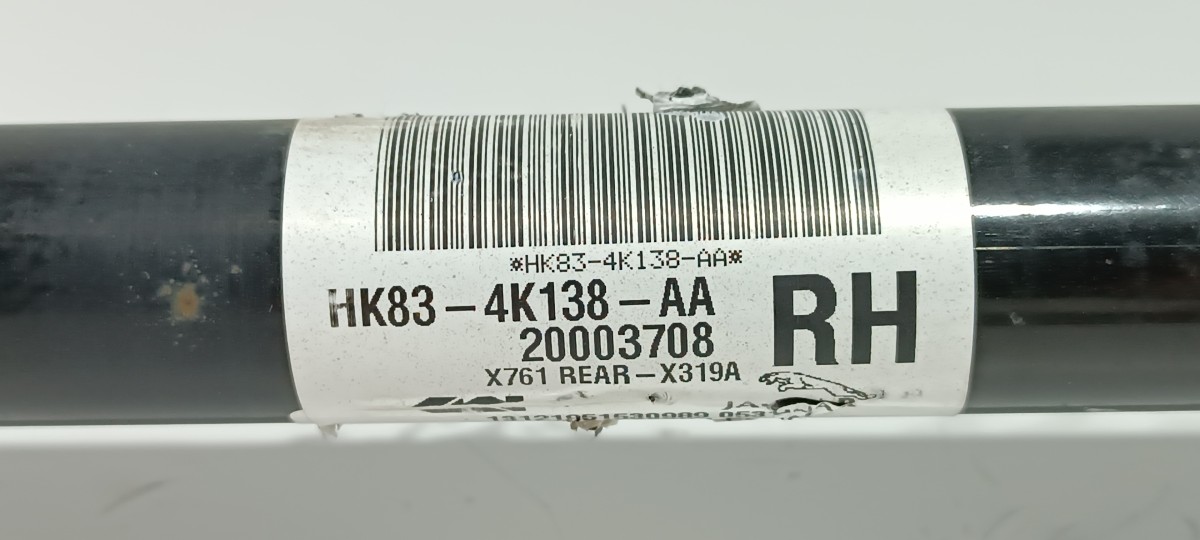 *HK83-4K138-AA*
HK83-4K138-AA
RH
20003708
X761 REAR-X319A